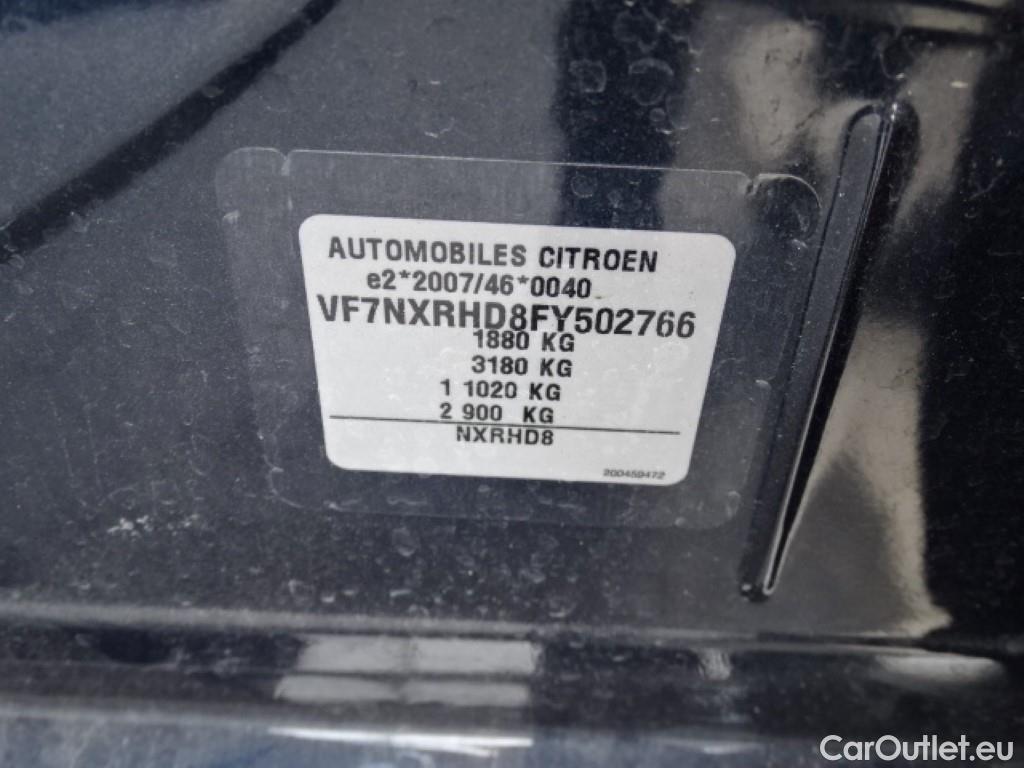 AUTOMOBILES CITROEN
e2*2007/46*0040
VF7NXRHD8FY502766
1880 KG
3180 KG
1 1020 KG
2 900 KG
NXRHD8
200459472
CarOutlet.eu